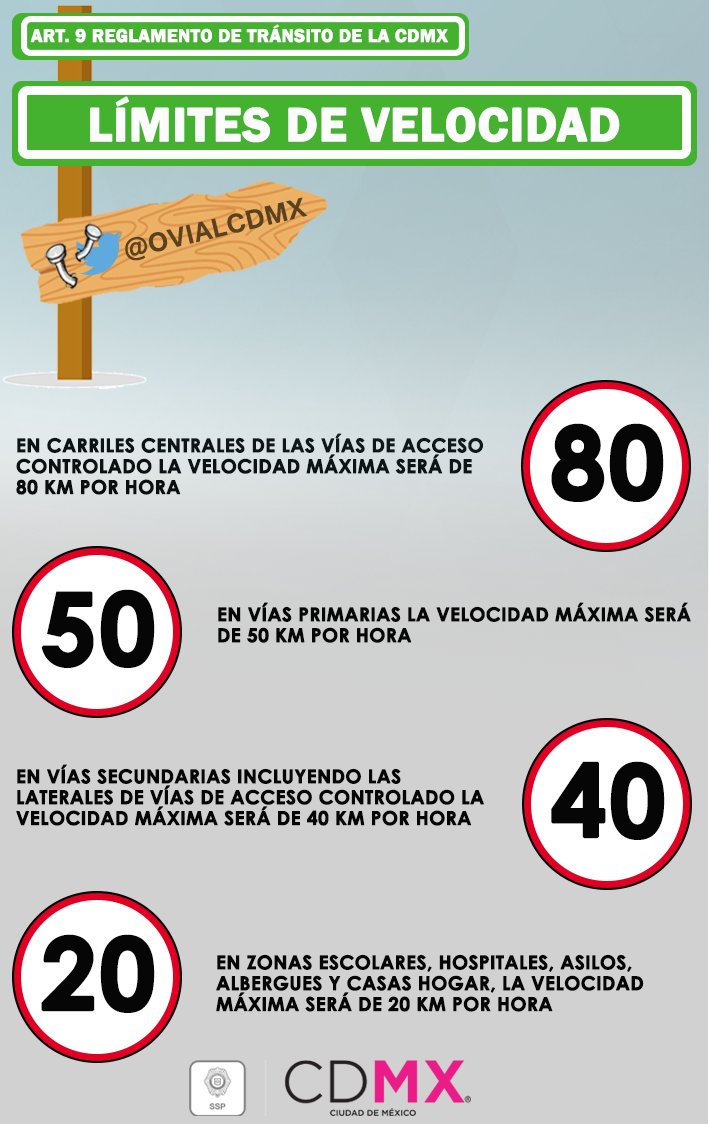 ART. 9 REGLAMENTO DE TRÁNSITO DE LA CDMX
LÍMITES DE VELOCIDAD
@OVIALCDMX
EN CARRILES CENTRALES DE LAS VÍAS DE ACCESO
CONTROLADO LA VELOCIDAD MÁXIMA SERÁ DE
80 KM POR HORA
80
50
EN VÍAS PRIMARIAS LA VELOCIDAD MÁXIMA SERÁ
DE 50 KM POR HORA
EN VÍAS SECUNDARIAS INCLUYENDO LAS
LATERALES DE VÍAS DE ACCESO CONTROLADO LA
VELOCIDAD MÁXIMA SERÁ DE 40 KM POR HORA
40
20
EN ZONAS ESCOLARES, HOSPITALES, ASILOS,
ALBERGUES Y CASAS HOGAR, LA VELOCIDAD
MÁXIMA SERÁ DE 20 KM POR HORA
SSP
CDMX®
CIUDAD DE MÉXICO